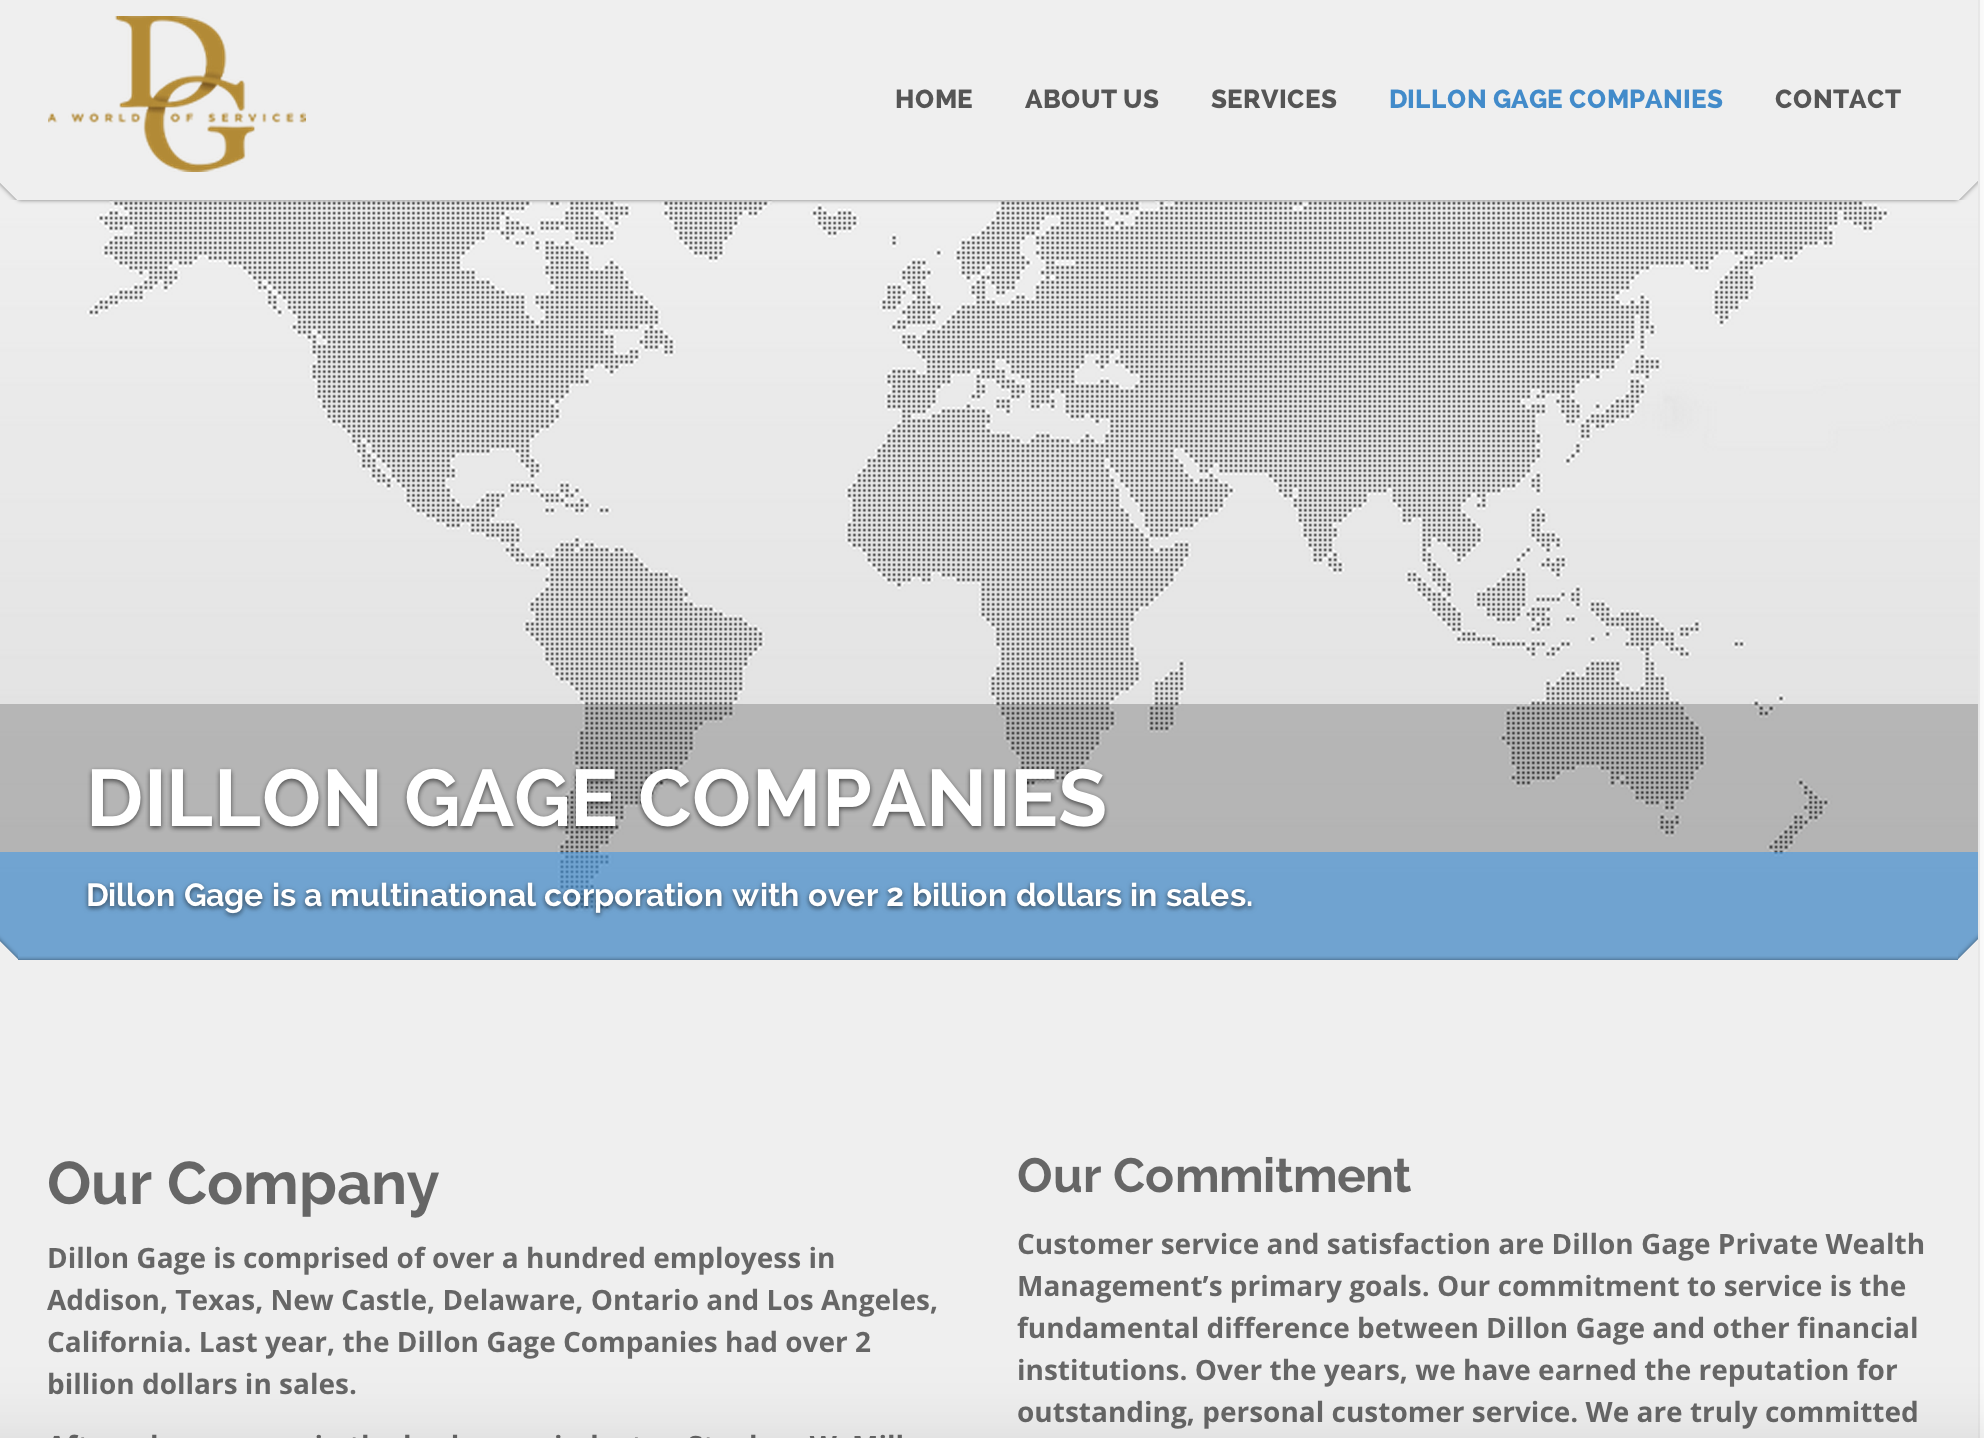 DG
A WORLD OF SERVICES
HOME ABOUT US SERVICES DILLON GAGE COMPANIES CONTACT
DILLON GAGE COMPANIES
Dillon Gage is a multinational corporation with over 2 billion dollars in sales.
Our Company
Dillon Gage is comprised of over a hundred employess in
Addison, Texas, New Castle, Delaware, Ontario and Los Angeles,
California. Last year, the Dillon Gage Companies had over 2
billion dollars in sales.
Our Commitment
Customer service and satisfaction are Dillon Gage Private Wealth
Management’s primary goals. Our commitment to service is the
fundamental difference between Dillon Gage and other financial
institutions. Over the years, we have earned the reputation for
outstanding, personal customer service. We are truly committed